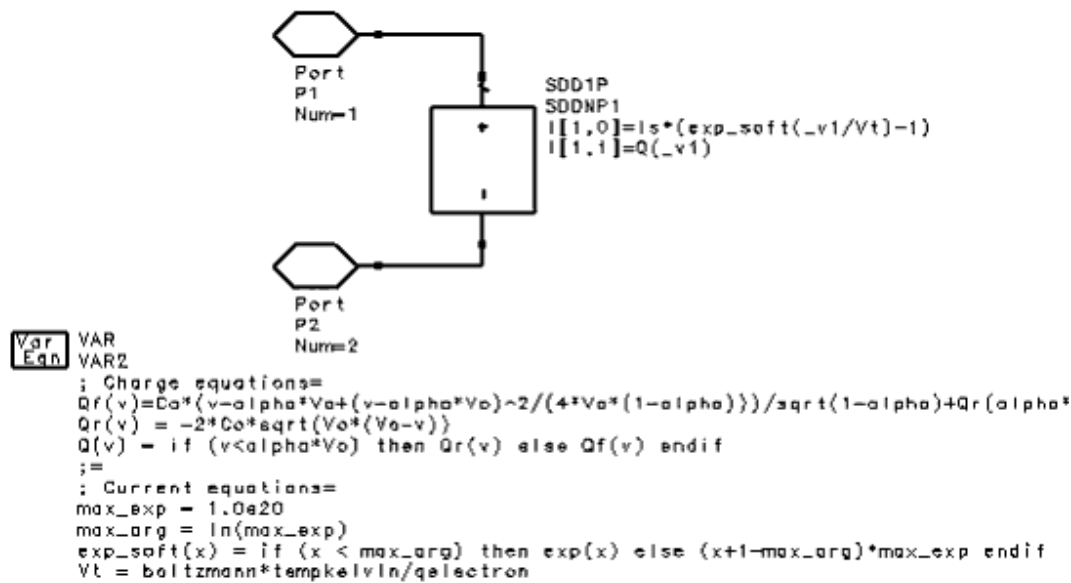 Port
P1
Num=1
SDD1P
SDDNP1
I[1,0]=Is*(exp_soft(_v1/Vt)-1)
I[1,1]=Q(_v1)
Port
P2
Num=2
Var
Eqn
VAR
VAR2
; Charge equations=
Qf(v)=Co*(v-alpha*Vo+(v-alpha*Vo)^2/(4*Vo*(1-alpha)))/sqrt(1-alpha)+Qr(alpha*
Qr(v) = -2*Co*sqrt(Vo*(Vo-v))
Q(v) = if (v<alpha*Vo) then Qr(v) else Qf(v) endif
;=
; Current equations=
max_exp = 1.0e20
max_arg = ln(max_exp)
exp_soft(x) = if (x < max_arg) then exp(x) else (x+1-max_arg)*max_exp endif
Vt = boltzmann*tempkelvin/qelectron